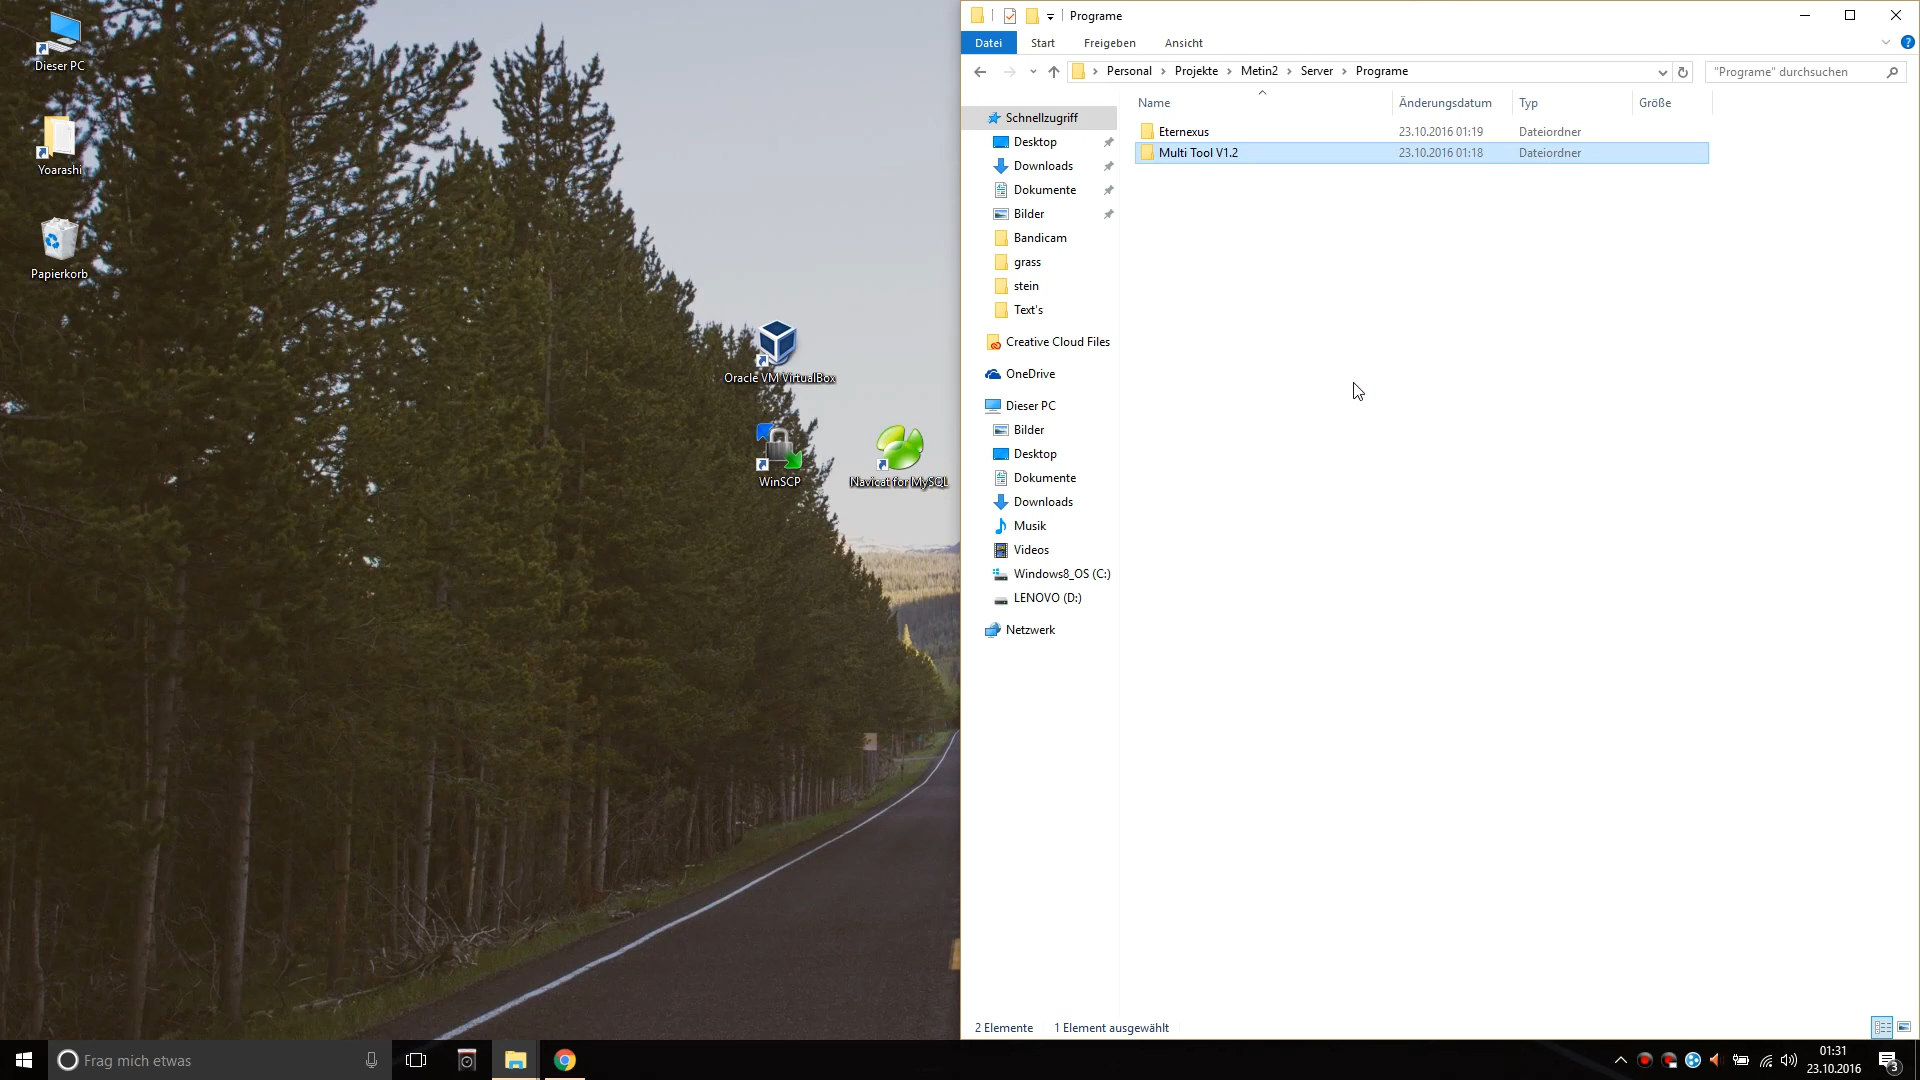 Dieser PC
Yoarashi
Papierkorb
Oracle VM VirtualBox
WinSCP
Navicat for MySQL
Programe
Datei
Start
Freigeben
Ansicht
Personal
Projekte
Metin2
Server
Programe
"Programe" durchsuchen
Name
Änderungsdatum
Typ
Größe
Eternexus
23.10.2016 01:19
Dateiordner
Multi Tool V1.2
23.10.2016 01:18
Dateiordner
Schnellzugriff
Desktop
Downloads
Dokumente
Bilder
Bandicam
grass
stein
Text's
Creative Cloud Files
OneDrive
Dieser PC
Bilder
Desktop
Dokumente
Downloads
Musik
Videos
Windows8_OS (C:)
LENOVO (D:)
Netzwerk
2 Elemente
1 Element ausgewählt
Frag mich etwas
01:31
23.10.2016
3